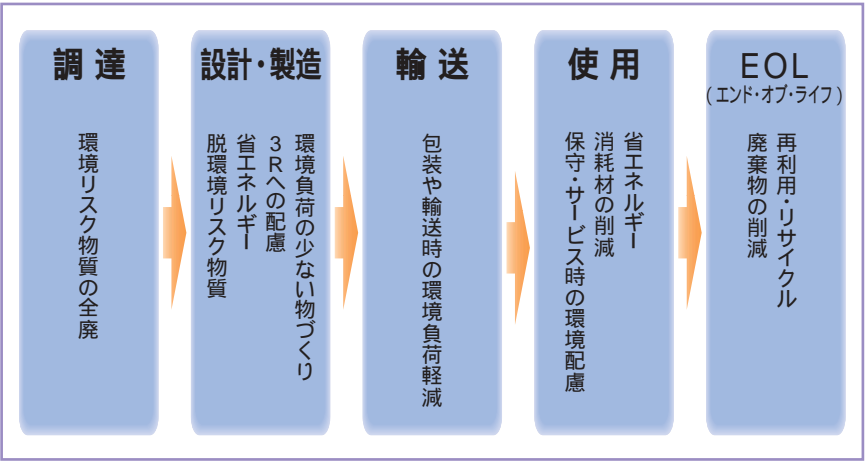 調達
環境リスク物質の全廃
設計・製造
環境負荷の少ない物づくり
3Rへの配慮
省エネルギー
脱環境リスク物質
輸送
包装や輸送時の環境負荷軽減
使用
省エネルギー
消耗材の削減
保守・サービス時の環境配慮
EOL
(エンド・オブ・ライフ)
再利用・リサイクル
廃棄物の削減